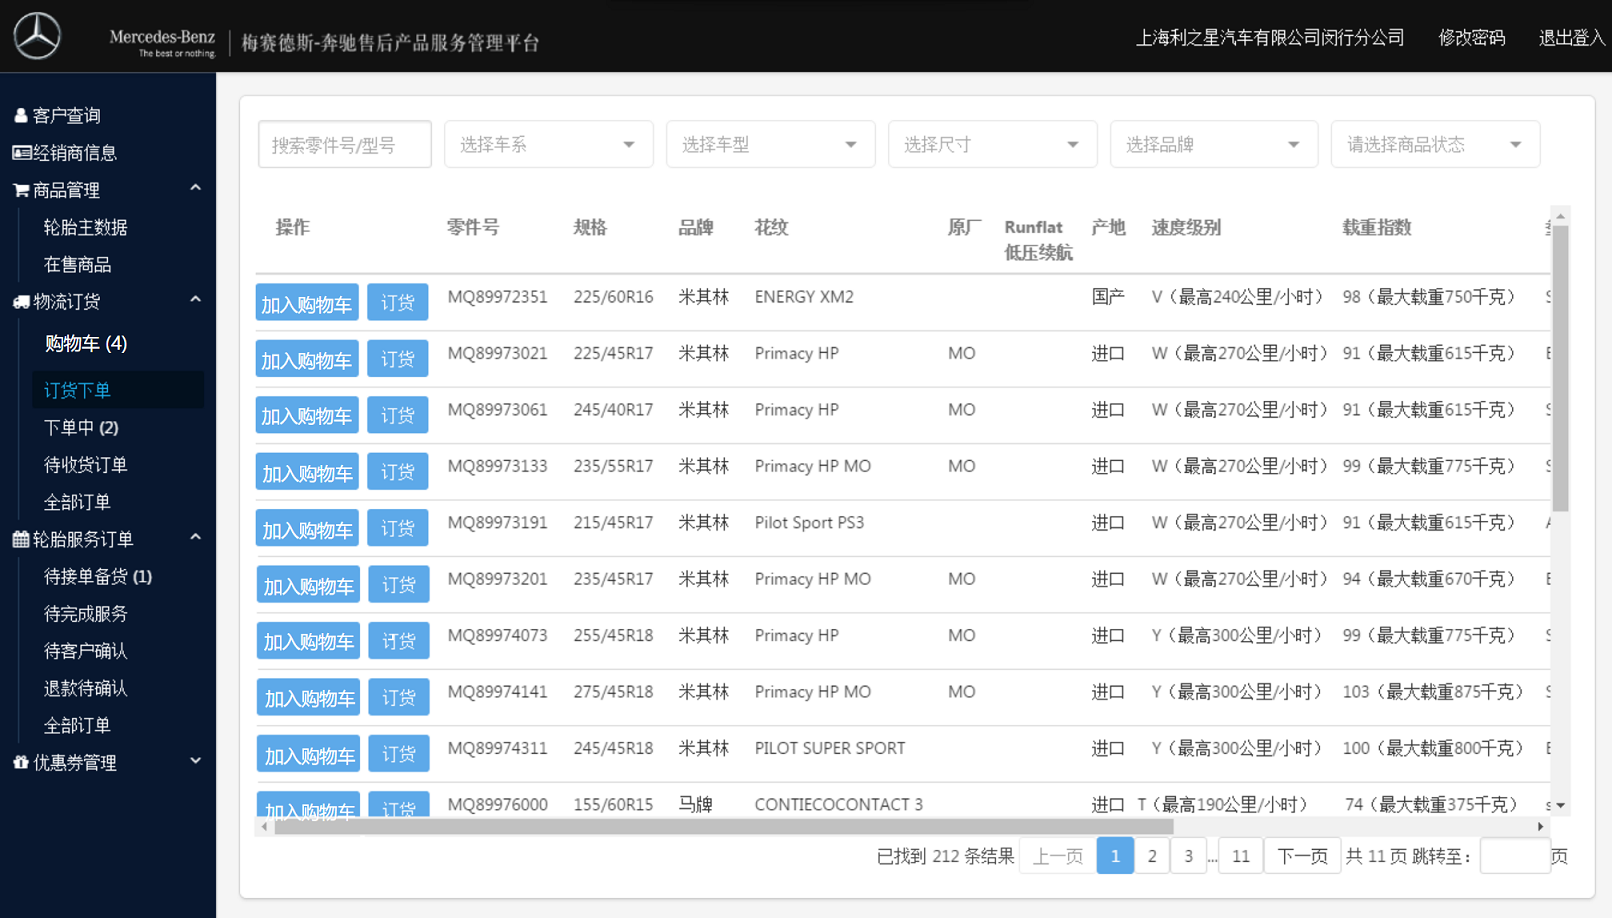 Mercedes-Benz
The best or nothing.
梅赛德斯-奔驰售后产品服务管理平台
上海利之星汽车有限公司闵行分公司 修改密码 退出登入
客户查询
经销商信息
商品管理
轮胎主数据
在售商品
物流订货
购物车 (4)
订货下单
下单中 (2)
待收货订单
全部订单
轮胎服务订单
待接单备货 (1)
待完成服务
待客户确认
退款待确认
全部订单
优惠券管理
搜索零件号/型号 选择车系 选择车型 选择尺寸 选择品牌 请选择商品状态
操作 零件号 规格 品牌 花纹 原厂 Runflat 低压续航 产地 速度级别 载重指数
加入购物车 订货 MQ89972351 225/60R16 米其林 ENERGY XM2 国产 V（最高240公里/小时） 98（最大载重750千克） S
加入购物车 订货 MQ89973021 225/45R17 米其林 Primacy HP MO 进口 W（最高270公里/小时） 91（最大载重615千克）
加入购物车 订货 MQ89973061 245/40R17 米其林 Primacy HP MO 进口 W（最高270公里/小时） 91（最大载重615千克） S
加入购物车 订货 MQ89973133 235/55R17 米其林 Primacy HP MO MO 进口 W（最高270公里/小时） 99（最大载重775千克） S
加入购物车 订货 MQ89973191 215/45R17 米其林 Pilot Sport PS3 进口 W（最高270公里/小时） 91（最大载重615千克）
加入购物车 订货 MQ89973201 235/45R17 米其林 Primacy HP MO MO 进口 W（最高270公里/小时） 94（最大载重670千克）
加入购物车 订货 MQ89974073 255/45R18 米其林 Primacy HP MO 进口 Y（最高300公里/小时） 99（最大载重775千克） S
加入购物车 订货 MQ89974141 275/45R18 米其林 Primacy HP MO MO 进口 Y（最高300公里/小时） 103（最大载重875千克） S
加入购物车 订货 MQ89974311 245/45R18 米其林 PILOT SUPER SPORT 进口 Y（最高300公里/小时） 100（最大载重800千克）
加入购物车 订货 MQ89976000 155/60R15 马牌 CONTIECOCONTACT 3 进口 T（最高190公里/小时） 74（最大载重375千克） s
已找到 212 条结果 上一页 1 2 3 ... 11 下一页 共 11 页 跳转至： 页